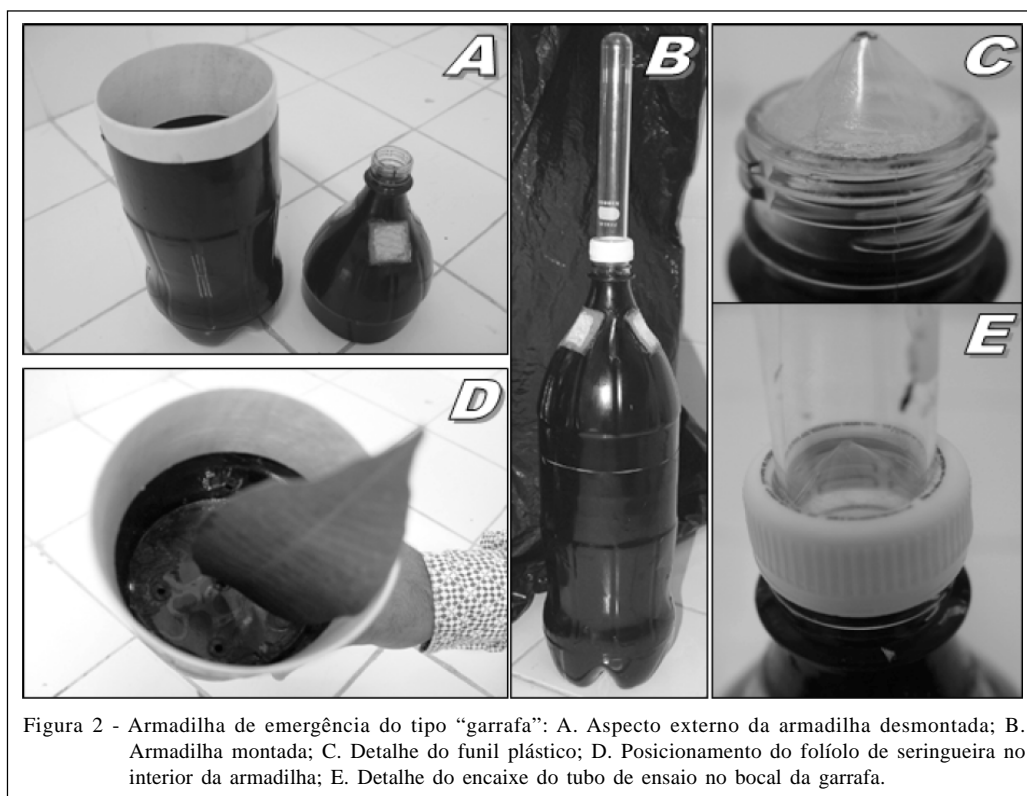 A
B
C
D
E
Figura 2 - Armadilha de emergência do tipo “garrafa”: A. Aspecto externo da armadilha desmontada; B.
Armadilha montada; C. Detalhe do funil plástico; D. Posicionamento do folíolo de seringueira no
interior da armadilha; E. Detalhe do encaixe do tubo de ensaio no bocal da garrafa.